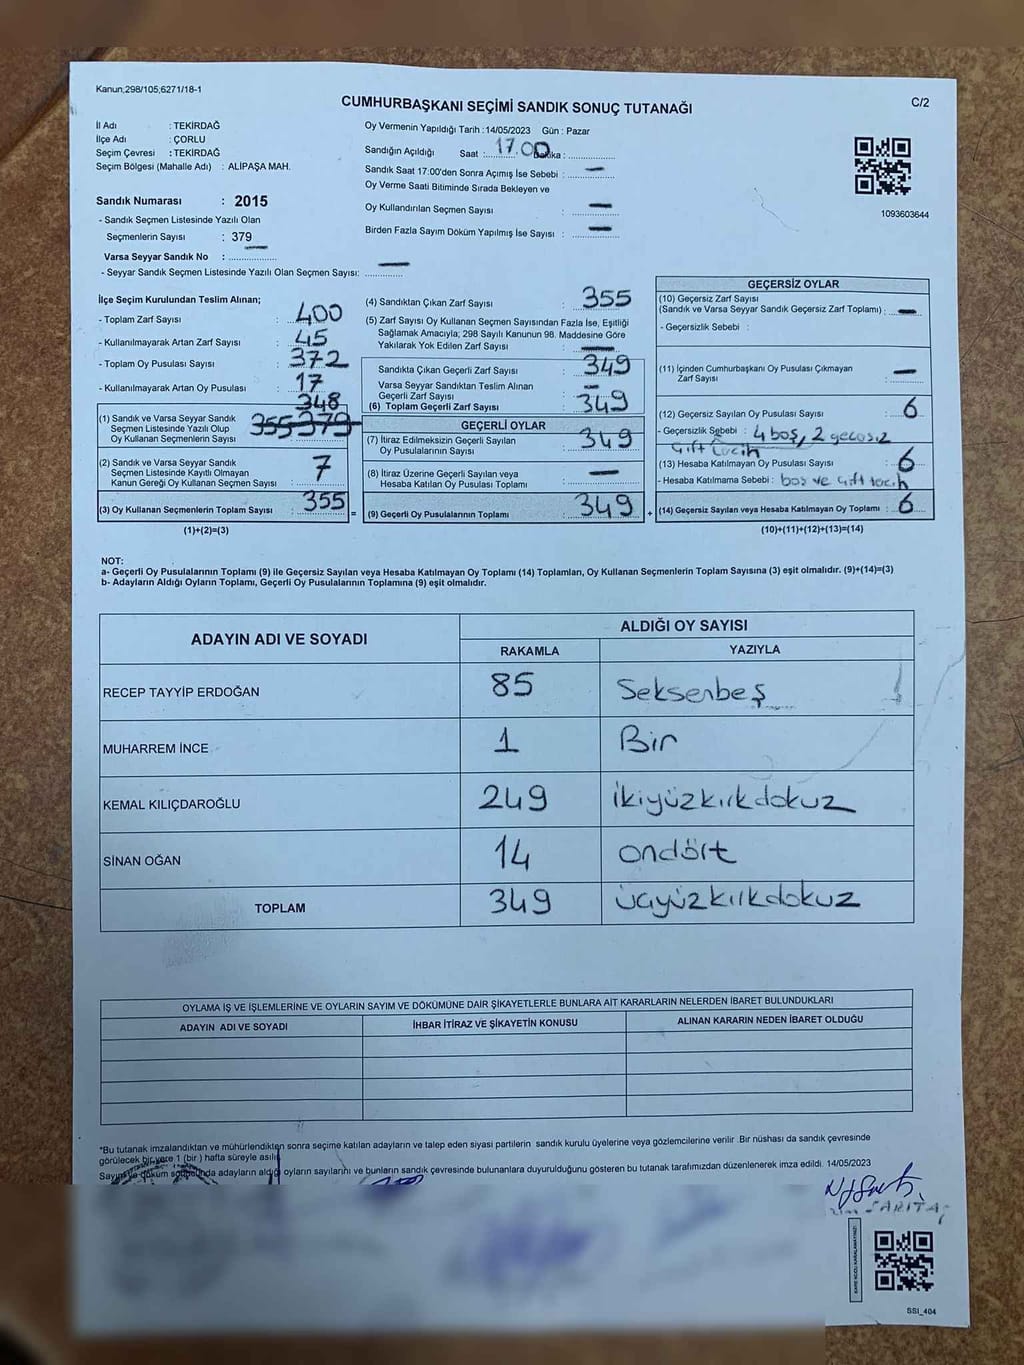 Kanun;298/105;6271/18-1
CUMHURBAŞKANI SEÇİMİ SANDIK SONUÇ TUTANAĞI
C/2
İl Adı : TEKİRDAĞ
İlçe Adı : ÇORLU
Seçim Çevresi : TEKİRDAĞ
Seçim Bölgesi (Mahalle Adı) : ALİPAŞA MAH.
Sandık Numarası : 2015
- Sandık Seçmen Listesinde Yazılı Olan
Seçmenlerin Sayısı : 379
Varsa Seyyar Sandık No :
- Seyyar Sandık Seçmen Listesinde Yazılı Olan Seçmen Sayısı:
Oy Vermenin Yapıldığı Tarih :14/05/2023 Gün : Pazar
Sandığın Açıldığı Saat : 17.00 Dakika :
Sandık Saat 17:00'den Sonra Açımış İse Sebebi : —
Oy Verme Saati Bitiminde Sırada Bekleyen ve
Oy Kullandırılan Seçmen Sayısı : —
Birden Fazla Sayım Döküm Yapılmış İse Sayısı : —
1093603644
İlçe Seçim Kurulundan Teslim Alınan;
- Toplam Zarf Sayısı : 400
- Kullanılmayarak Artan Zarf Sayısı : 45
- Toplam Oy Pusulası Sayısı : 372
- Kullanılmayarak Artan Oy Pusulası : 17
348
(1) Sandık ve Varsa Seyyar Sandık
Seçmen Listesinde Yazılı Olup
Oy Kullanan Seçmenlerin Sayısı : 355 379
(2) Sandık ve Varsa Seyyar Sandık
Seçmen Listesinde Kayıtlı Olmayan
Kanun Gereği Oy Kullanan Seçmen Sayısı : 7
(3) Oy Kullanan Seçmenlerin Toplam Sayısı : 355
(1)+(2)=(3)
(4) Sandıktan Çıkan Zarf Sayısı : 355
(5) Zarf Sayısı Oy Kullanan Seçmen Sayısından Fazla İse, Eşitliği
Sağlamak Amacıyla; 298 Sayılı Kanunun 98. Maddesine Göre
Yakılarak Yok Edilen Zarf Sayısı : —
Sandıkta Çıkan Geçerli Zarf Sayısı : 349
Varsa Seyyar Sandıktan Teslim Alınan
Geçerli Zarf Sayısı : —
(6) Toplam Geçerli Zarf Sayısı : 349
GEÇERLİ OYLAR
(7) İtiraz Edilmeksizin Geçerli Sayılan
Oy Pusulasının Sayısı : 349
(8) İtiraz Üzerine Geçerli Sayılan veya
Hesaba Katılan Oy Pusulası Toplamı : —
(9) Geçerli Oy Pusulalarının Toplamı : 349
GEÇERSİZ OYLAR
(10) Geçersiz Zarf Sayısı
(Sandık ve Varsa Seyyar Sandık Geçersiz Zarf Toplamı) : —
- Geçersizlik Sebebi :
(11) İçinden Cumhurbaşkanı Oy Pusulası Çıkmayan
Zarf Sayısı : —
(12) Geçersiz Sayılan Oy Pusulası Sayısı : 6
- Geçersizlik Sebebi : 4 boş, 2 geçersiz
Çift tercih
(13) Hesaba Katılmayan Oy Pusulası Sayısı : 6
- Hesaba Katılmama Sebebi : boş ve çift tercih
(14) Geçersiz Sayılan veya Hesaba Katılmayan Oy Toplamı : 6
(10)+(11)+(12)+(13)=(14)
NOT:
a- Geçerli Oy Pusulalarının Toplamı (9) ile Geçersiz Sayılan veya Hesaba Katılmayan Oy Toplamı (14) Toplamları, Oy Kullanan Seçmenlerin Toplam Sayısına (3) eşit olmalıdır. (9)+(14)=(3)
b- Adayların Aldığı Oyların Toplamı, Geçerli Oy Pusulalarının Toplamına (9) eşit olmalıdır.
ADAYIN ADI VE SOYADI
ALDIĞI OY SAYISI
RAKAMLA YAZIYLA
RECEP TAYYİP ERDOĞAN 85 Seksenbeş
MUHARREM İNCE 1 Bir
KEMAL KILIÇDAROĞLU 249 ikiyüzkırkdokuz
SİNAN OĞAN 14 ondört
TOPLAM 349 üçyüzkırkdokuz
OYLAMA İŞ VE İŞLEMLERİNE VE OYLARIN SAYIM VE DÖKÜMÜNE DAİR ŞİKAYETLERLE BUNLARA AİT KARARLARIN NELERDEN İBARET BULUNDUKLARI
ADAYIN ADI VE SOYADI İHBAR İTİRAZ VE ŞİKAYETİN KONUSU ALINAN KARARIN NEDEN İBARET OLDUĞU
*Bu tutanak imzalandıktan ve mühürlendikten sonra seçime katılan adayların ve talep eden siyasi partilerin sandık kurulu üyelerine veya gözlemcilerine verilir .Bir nüshası da sandık çevresinde
görülecek bir yere 1 (bir ) hafta süreyle asılır.
Sayım ve döküm sonunda adayların aldığı oyların sayılarını ve bunların sandık çevresinde bulunanlara duyurulduğunu gösteren bu tutanak tarafımızdan düzenlenerek imza edildi. 14/05/2023
SARITAŞ
SSI_404